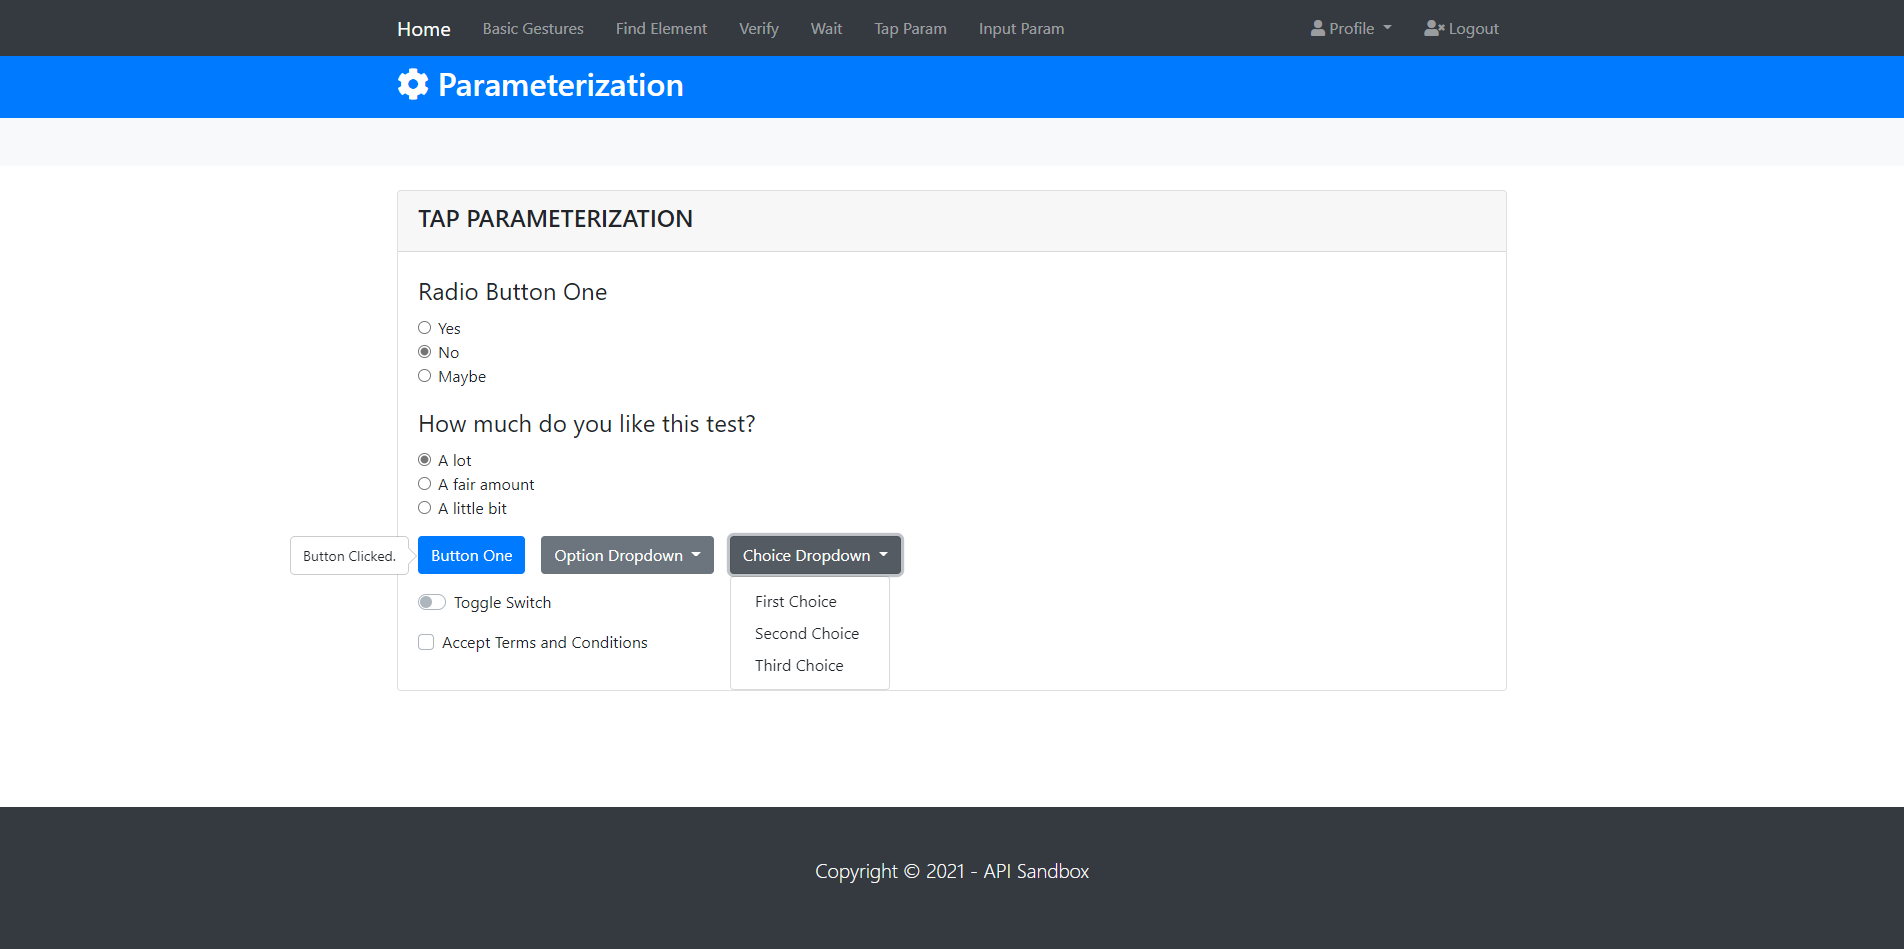 Home Basic Gestures Find Element Verify Wait Tap Param Input Param Profile Logout
Parameterization
TAP PARAMETERIZATION
Radio Button One
Yes
No
Maybe
How much do you like this test?
A lot
A fair amount
A little bit
Button Clicked. Button One Option Dropdown Choice Dropdown
First Choice
Second Choice
Third Choice
Toggle Switch
Accept Terms and Conditions
Copyright © 2021 - API Sandbox